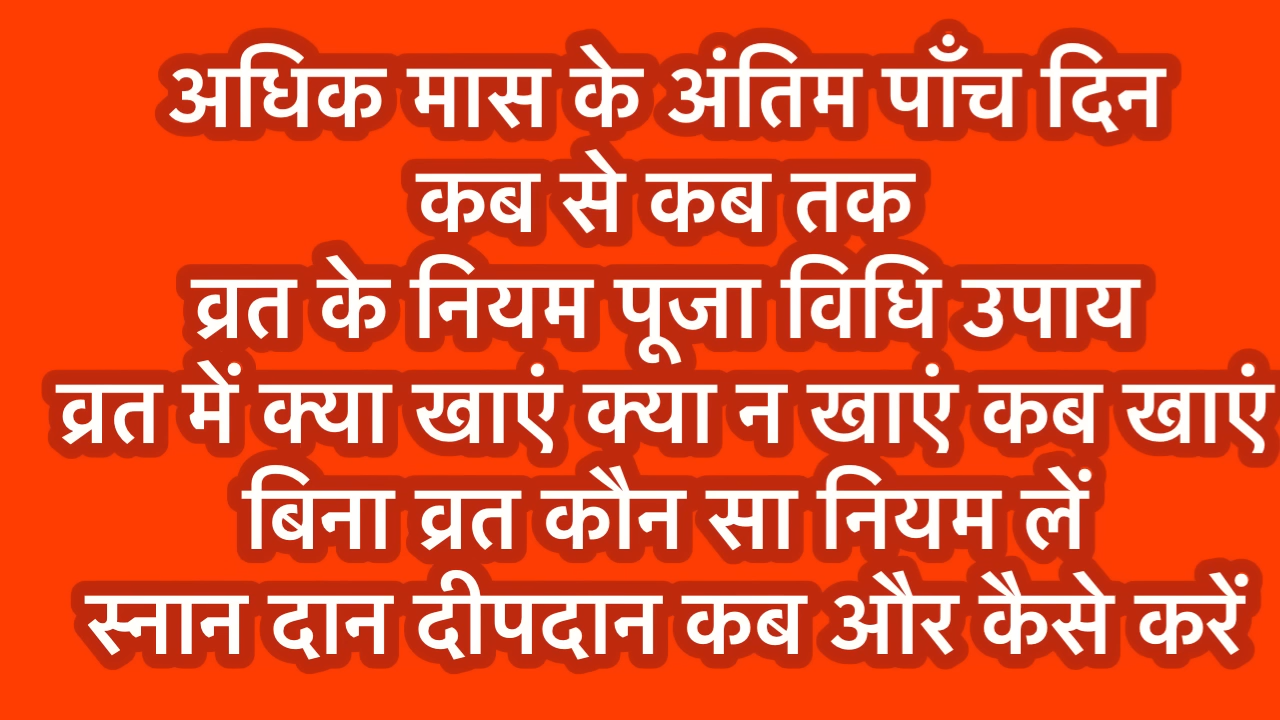 अधिक मास के अंतिम पाँच दिन
कब से कब तक
व्रत के नियम पूजा विधि उपाय
व्रत में क्या खाएं क्या न खाएं कब खाएं
बिना व्रत कौन सा नियम लें
स्नान दान दीपदान कब और कैसे करें